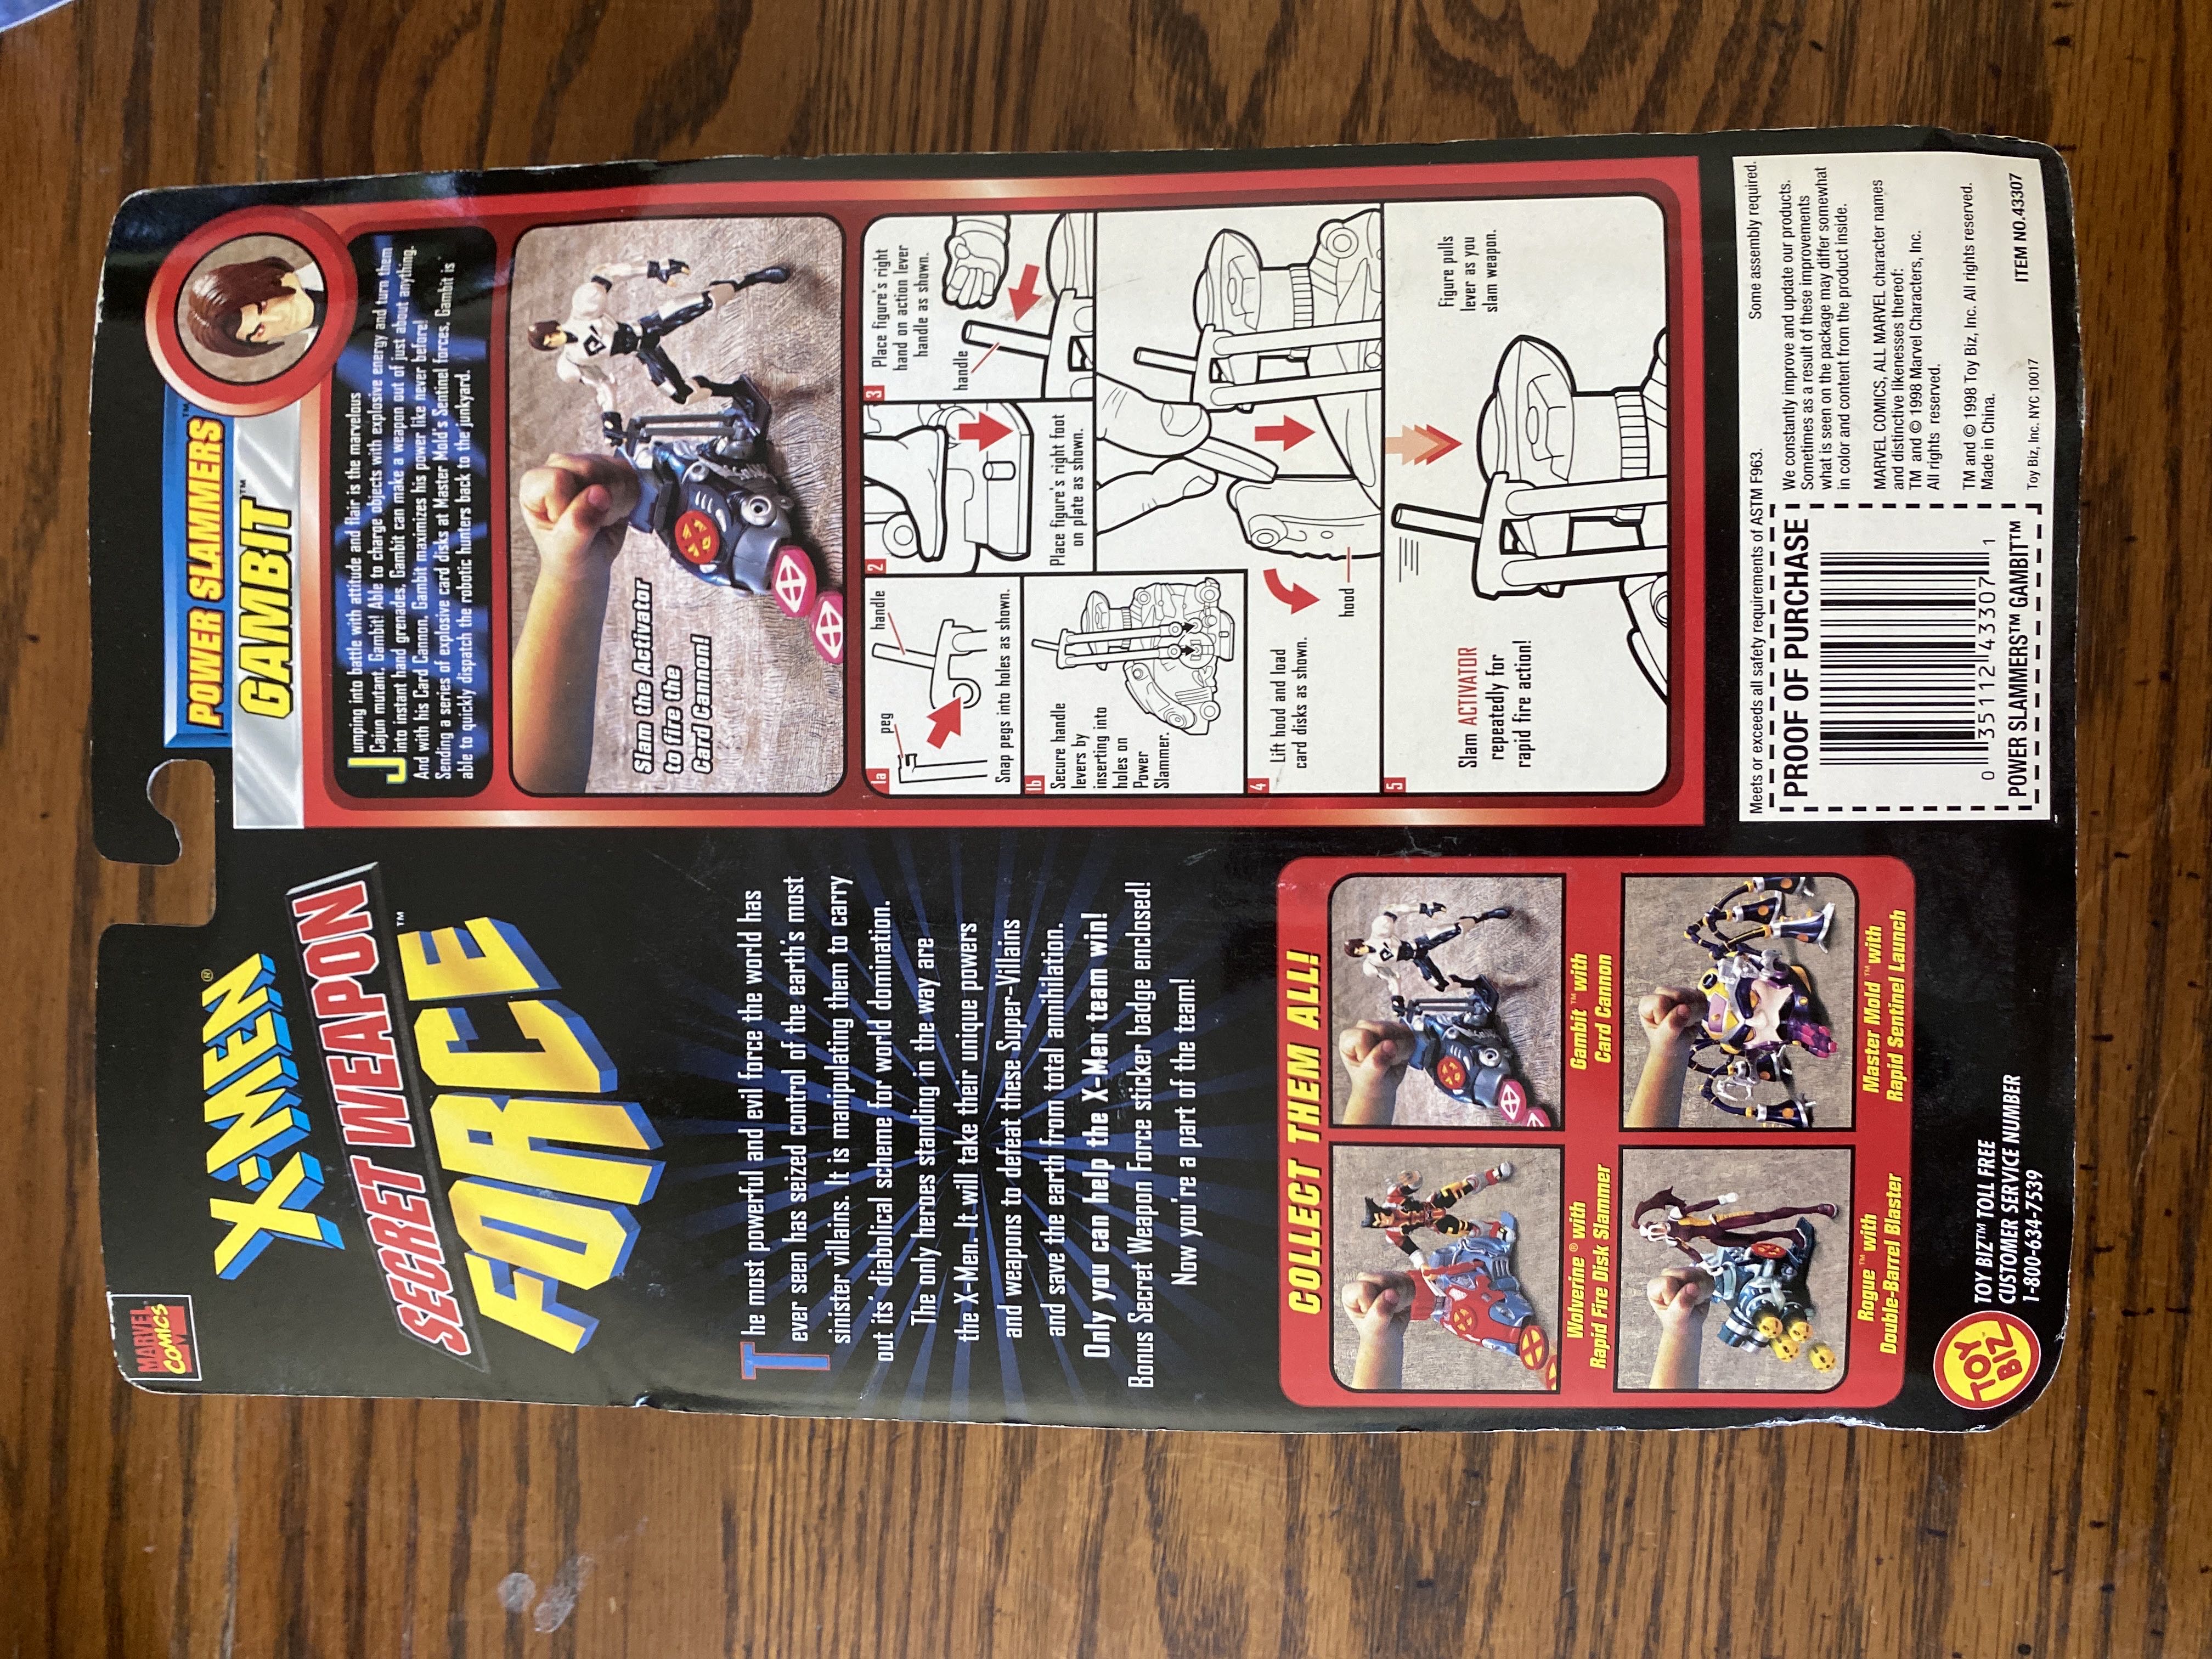 MARVEL
COMICS
X-MEN®
SECRET WEAPON
FORCE™
The most powerful and evil force the world has
ever seen has seized control of the earth's most
sinister villains. It is manipulating them to carry
out its diabolical scheme for world domination.
The only heroes standing in the way are
the X-Men. It will take their unique powers
and weapons to defeat these Super-Villains
and save the earth from total annihilation.
Only you can help the X-Men team win!
Bonus Secret Weapon Force sticker badge enclosed!
Now you're a part of the team!
COLLECT THEM ALL!
Wolverine® with
Rapid Fire Disk Slammer
Gambit™ with
Card Cannon
Rogue™ with
Double-Barrel Blaster
Master Mold™ with
Rapid Sentinel Launch
TOY
BIZ
TOY BIZ™ TOLL FREE
CUSTOMER SERVICE NUMBER
1-800-634-7539
POWER SLAMMERS™
GAMBIT™
Jumping into battle with attitude and flair is the marvelous
Cajun mutant, Gambit! Able to charge objects with explosive energy and turn them
into instant hand grenades, Gambit can make a weapon out of just about anything.
And with his Card Cannon, Gambit maximizes his power like never before!
Sending a series of explosive card disks at Master Mold's Sentinel forces, Gambit is
able to quickly dispatch the robotic hunters back to the junkyard.
Slam the Activator
to fire the
Card Cannon!
1a
peg
handle
Snap pegs into holes as shown.
1b
Secure handle
levers by
inserting into
holes on
Power
Slammer.
2
Place figure's right foot
on plate as shown.
3
Place figure's right
hand on action lever
handle as shown.
handle
4
Lift hood and load
card disks as shown.
hood
5
Slam ACTIVATOR
repeatedly for
rapid fire action!
Figure pulls
lever as you
slam weapon.
Meets or exceeds all safety requirements of ASTM F963.
Some assembly required.
PROOF OF PURCHASE
0 35112 43307 1
POWER SLAMMERS™ GAMBIT™
We constantly improve and update our products.
Sometimes as a result of these improvements
what is seen on the package may differ somewhat
in color and content from the product inside.
MARVEL COMICS, ALL MARVEL character names
and distinctive likenesses thereof:
TM and © 1998 Marvel Characters, Inc.
All rights reserved.
TM and © 1998 Toy Biz, Inc. All rights reserved.
Made in China.
Toy Biz, Inc. NYC 10017
ITEM NO.43307